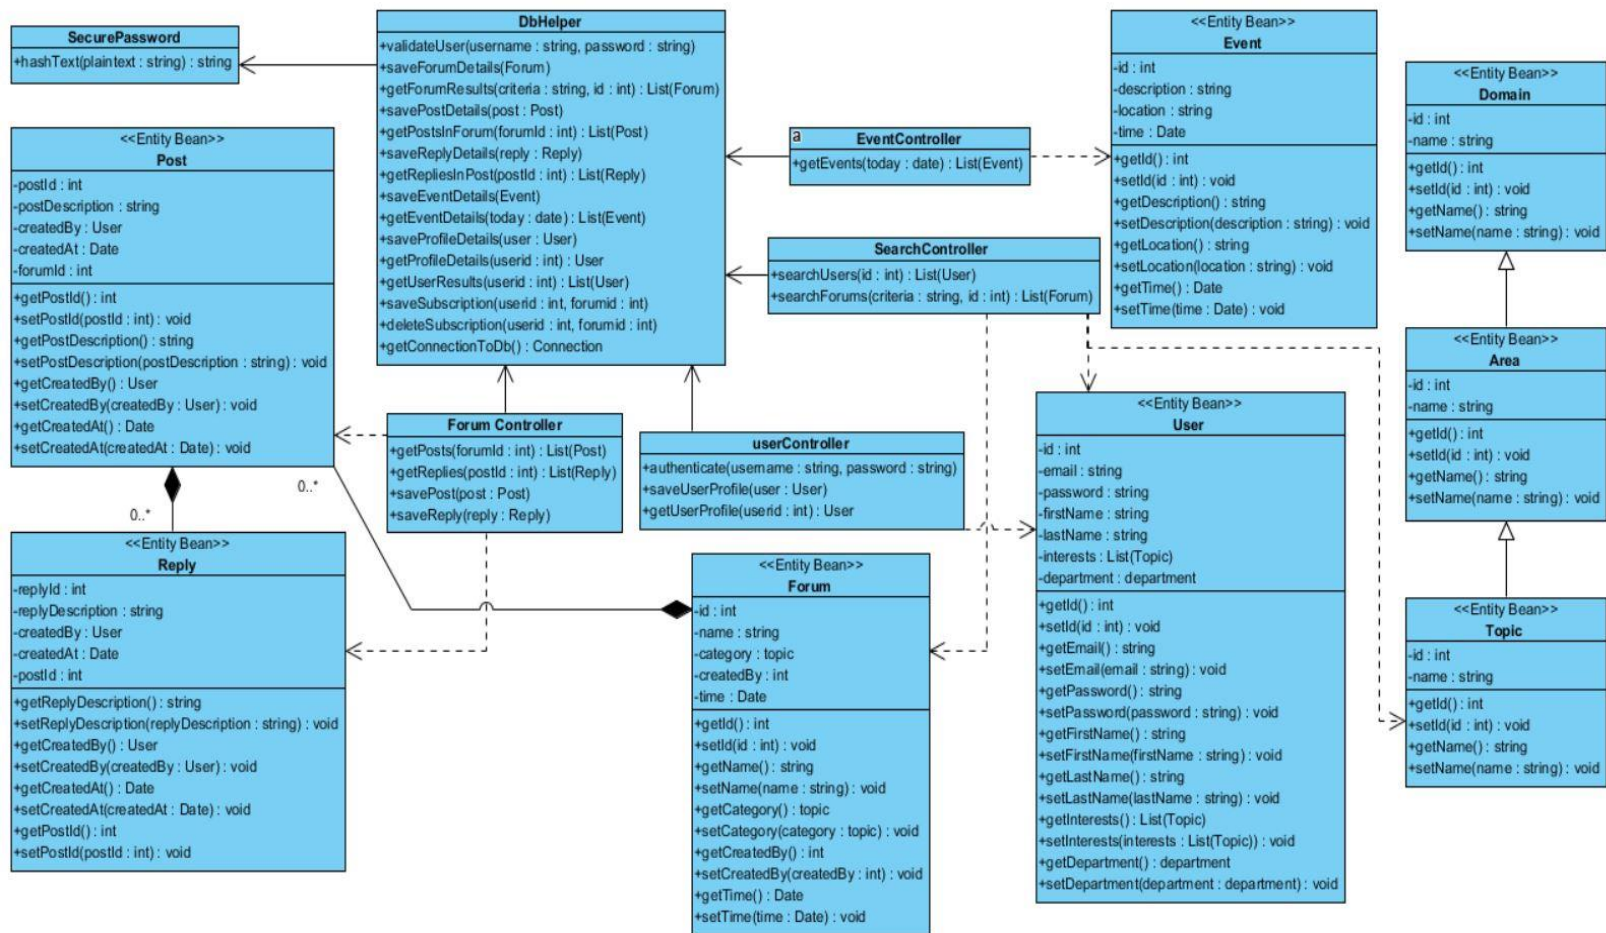 SecurePassword
+hashText(plaintext : string) : string
<<Entity Bean>>
Post
-postId : int
-postDescription : string
-createdBy : User
-createdAt : Date
-forumId : int
+getPostId() : int
+setPostId(postId : int) : void
+getPostDescription() : string
+setPostDescription(postDescription : string) : void
+getCreatedBy() : User
+setCreatedBy(createdBy : User) : void
+getCreatedAt() : Date
+setCreatedAt(createdAt : Date) : void
0..*
0..*
<<Entity Bean>>
Reply
-replyId : int
-replyDescription : string
-createdBy : User
-createdAt : Date
-postId : int
+getReplyDescription() : string
+setReplyDescription(replyDescription : string) : void
+getCreatedBy() : User
+setCreatedBy(createdBy : User) : void
+getCreatedAt() : Date
+setCreatedAt(createdAt : Date) : void
+getPostId() : int
+setPostId(postId : int) : void
DbHelper
+validateUser(username : string, password : string)
+saveForumDetails(Forum)
+getForumResults(criteria : string, id : int) : List(Forum)
+savePostDetails(post : Post)
+getPostsInForum(forumId : int) : List(Post)
+saveReplyDetails(reply : Reply)
+getRepliesInPost(postId : int) : List(Reply)
+saveEventDetails(Event)
+getEventDetails(today : date) : List(Event)
+saveProfileDetails(user : User)
+getProfileDetails(userid : int) : User
+getUserResults(userid : int) : List(User)
+saveSubscription(userid : int, forumid : int)
+deleteSubscription(userid : int, forumid : int)
+getConnectionToDb() : Connection
Forum Controller
+getPosts(forumId : int) : List(Post)
+getReplies(postId : int) : List(Reply)
+savePost(post : Post)
+saveReply(reply : Reply)
userController
+authenticate(username : string, password : string)
+saveUserProfile(user : User)
+getUserProfile(userid : int) : User
<<Entity Bean>>
Forum
-id : int
-name : string
-category : topic
-createdBy : int
-time : Date
+getId() : int
+setId(id : int) : void
+getName() : string
+setName(name : string) : void
+getCategory() : topic
+setCategory(category : topic) : void
+getCreatedBy() : int
+setCreatedBy(createdBy : int) : void
+getTime() : Date
+setTime(time : Date) : void
a
EventController
+getEvents(today : date) : List(Event)
SearchController
+searchUsers(id : int) : List(User)
+searchForums(criteria : string, id : int) : List(Forum)
<<Entity Bean>>
Event
-id : int
-description : string
-location : string
-time : Date
+getId() : int
+setId(id : int) : void
+getDescription() : string
+setDescription(description : string) : void
+getLocation() : string
+setLocation(location : string) : void
+getTime() : Date
+setTime(time : Date) : void
<<Entity Bean>>
User
-id : int
-email : string
-password : string
-firstName : string
-lastName : string
-interests : List(Topic)
-department : department
+getId() : int
+setId(id : int) : void
+getEmail() : string
+setEmail(email : string) : void
+getPassword() : string
+setPassword(password : string) : void
+getFirstName() : string
+setFirstName(firstName : string) : void
+getLastName() : string
+setLastName(lastName : string) : void
+getInterests() : List(Topic)
+setInterests(interests : List(Topic)) : void
+getDepartment() : department
+setDepartment(department : department) : void
<<Entity Bean>>
Domain
-id : int
-name : string
+getId() : int
+setId(id : int) : void
+getName() : string
+setName(name : string) : void
<<Entity Bean>>
Area
-id : int
-name : string
+getId() : int
+setId(id : int) : void
+getName() : string
+setName(name : string) : void
<<Entity Bean>>
Topic
-id : int
-name : string
+getId() : int
+setId(id : int) : void
+getName() : string
+setName(name : string) : void